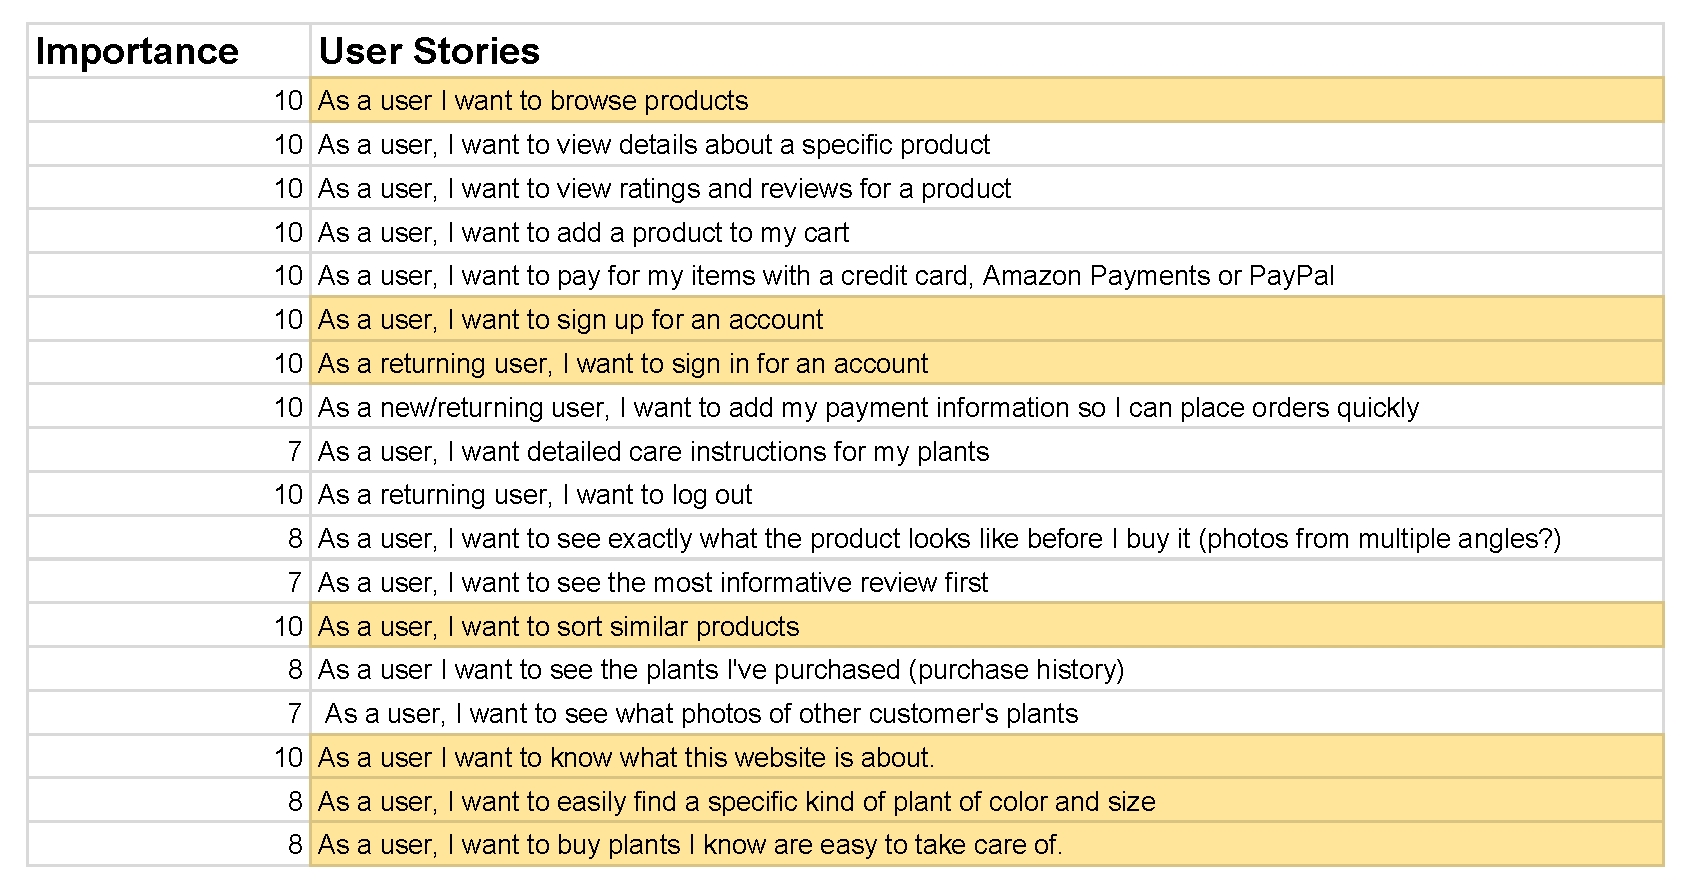 Importance User Stories
10 As a user I want to browse products
10 As a user, I want to view details about a specific product
10 As a user, I want to view ratings and reviews for a product
10 As a user, I want to add a product to my cart
10 As a user, I want to pay for my items with a credit card, Amazon Payments or PayPal
10 As a user, I want to sign up for an account
10 As a returning user, I want to sign in for an account
10 As a new/returning user, I want to add my payment information so I can place orders quickly
7 As a user, I want detailed care instructions for my plants
10 As a returning user, I want to log out
8 As a user, I want to see exactly what the product looks like before I buy it (photos from multiple angles?)
7 As a user, I want to see the most informative review first
10 As a user, I want to sort similar products
8 As a user I want to see the plants I've purchased (purchase history)
7 As a user, I want to see what photos of other customer's plants
10 As a user I want to know what this website is about.
8 As a user, I want to easily find a specific kind of plant of color and size
8 As a user, I want to buy plants I know are easy to take care of.